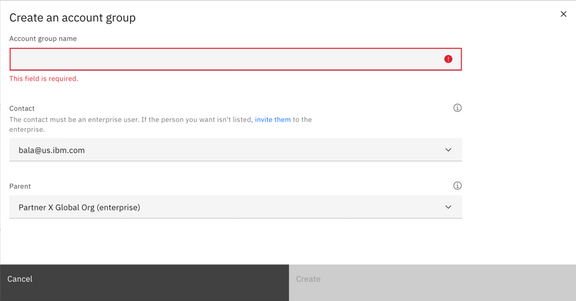 Create an account group
Account group name
This field is required.
Contact
The contact must be an enterprise user. If the person you want isn't listed, invite them to the
enterprise.
bala@us.ibm.com
Parent
Partner X Global Org (enterprise)
Cancel
Create